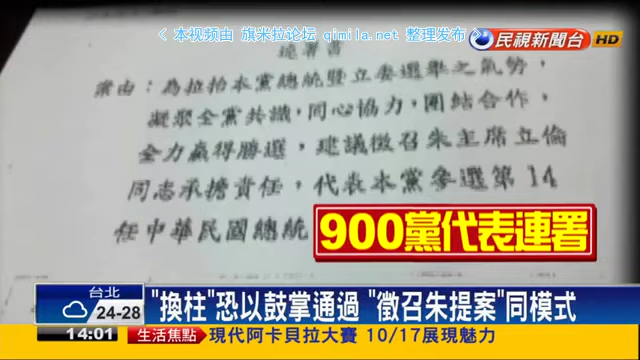 < 本视频由 旗米拉论坛 qimila.net 整理发布 >
民視新聞台 HD
連署書
案由：為拉抬本黨總統暨立委選舉之氣勢，
凝聚全黨共識，同心協力，團結合作，
全力贏得勝選，建議徵召朱主席立倫
同志承擔責任，代表本黨參選第14
任中華民國總統
900黨代表連署
台北
24-28
"換柱"恐以鼓掌通過 "徵召朱提案"同模式
14:01 生活焦點 現代阿卡貝拉大賽 10/17展現魅力